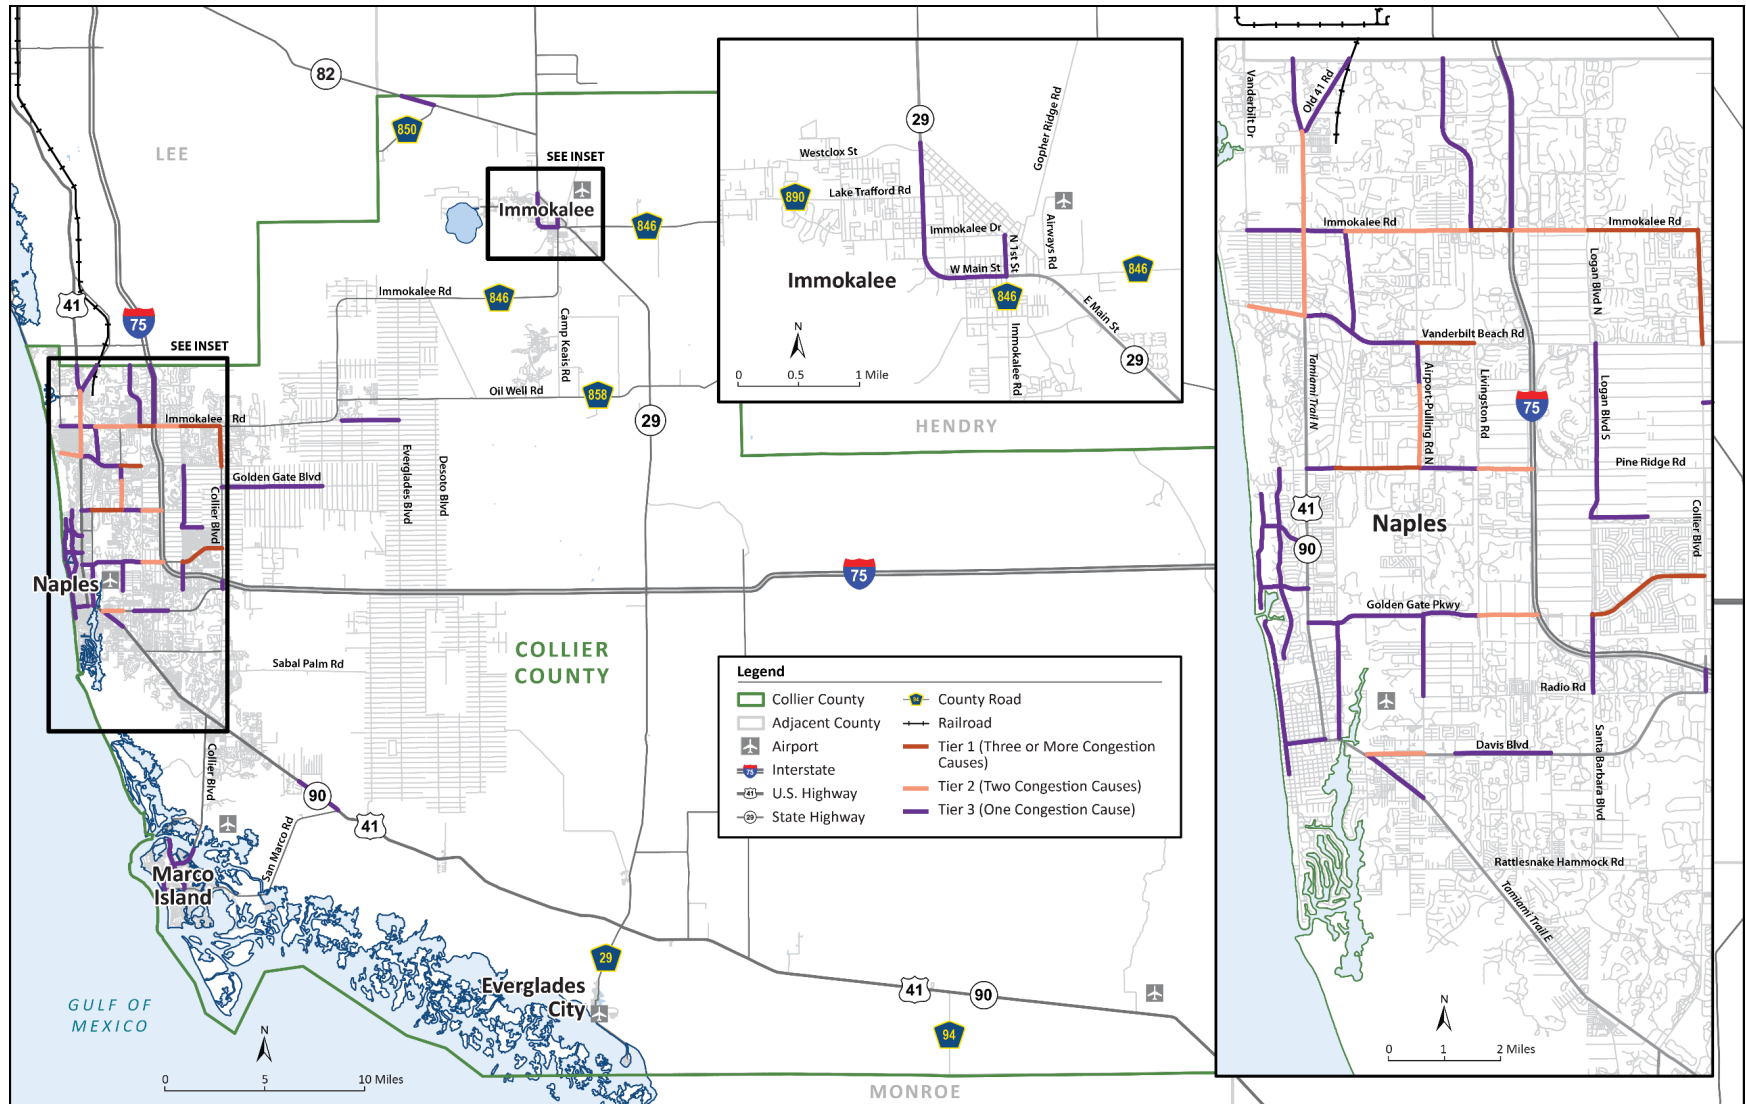 82
LEE
850
SEE INSET
Immokalee
846
41
75
SEE INSET
Immokalee Rd
846
Camp Keais Rd
Oil Well Rd
858
29
Immokalee Rd
Golden Gate Blvd
Collier Blvd
Everglades Blvd
Desoto Blvd
Naples
75
Sabal Palm Rd
COLLIER
COUNTY
Collier Blvd
90
41
San Marco Rd
Marco
Island
29
Everglades
City
41
90
94
GULF OF
MEXICO
N
0 5 10 Miles
MONROE
HENDRY
29
Gopher Ridge Rd
Westclox St
890
Lake Trafford Rd
Immokalee Dr
N 1st St
Airways Rd
W Main St
846
846
Immokalee
E Main St
Immokalee Rd
29
N
0 0.5 1 Mile
Legend
Collier County
Adjacent County
Airport
75
Interstate
41
U.S. Highway
29
State Highway
94
County Road
Railroad
Tier 1 (Three or More Congestion
Causes)
Tier 2 (Two Congestion Causes)
Tier 3 (One Congestion Cause)
Vanderbilt Dr
Old 41 Rd
Immokalee Rd
Immokalee Rd
Logan Blvd N
Vanderbilt Beach Rd
Tamiami Trail N
Airport-Pulling Rd N
Livingston Rd
75
Logan Blvd S
Pine Ridge Rd
41
Naples
90
Collier Blvd
Golden Gate Pkwy
Radio Rd
Davis Blvd
Santa Barbara Blvd
Rattlesnake Hammock Rd
Tamiami Trail E
N
0 1 2 Miles